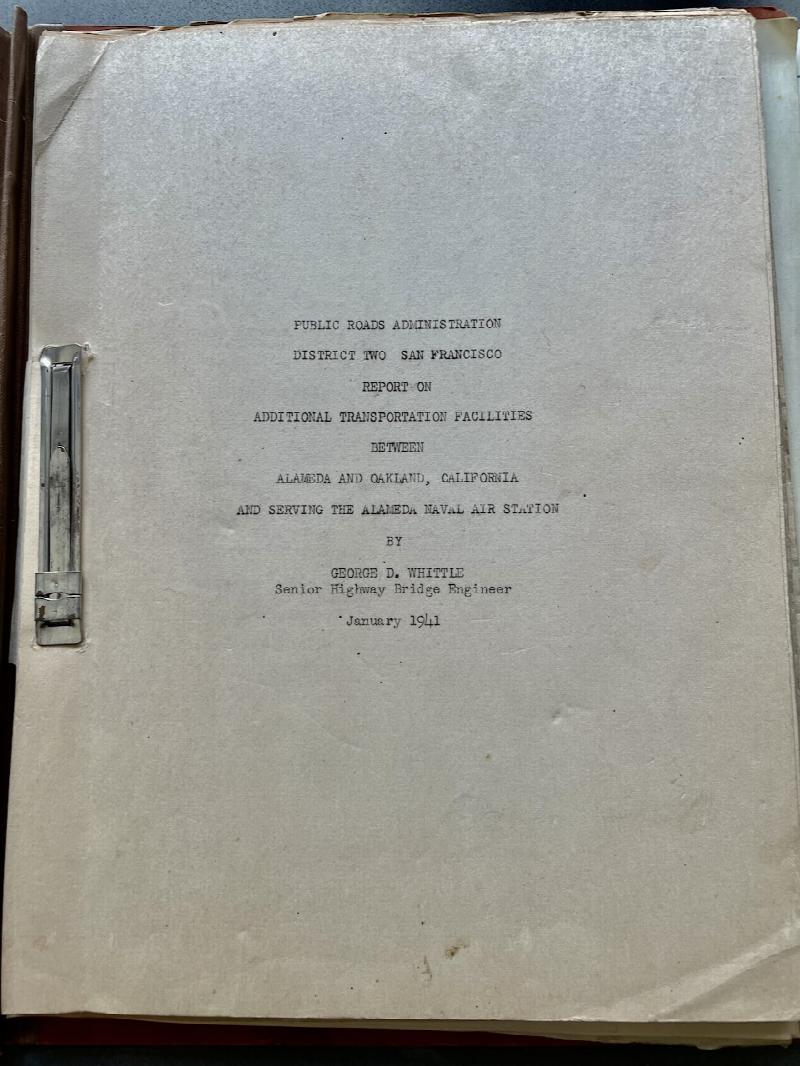 PUBLIC ROADS ADMINISTRATION
DISTRICT TWO SAN FRANCISCO
REPORT ON
ADDITIONAL TRANSPORTATION FACILITIES
BETWEEN
ALAMEDA AND OAKLAND, CALIFORNIA
AND SERVING THE ALAMEDA NAVAL AIR STATION
BY
GEORGE D. WHITTLE
Senior Highway Bridge Engineer
January 1941